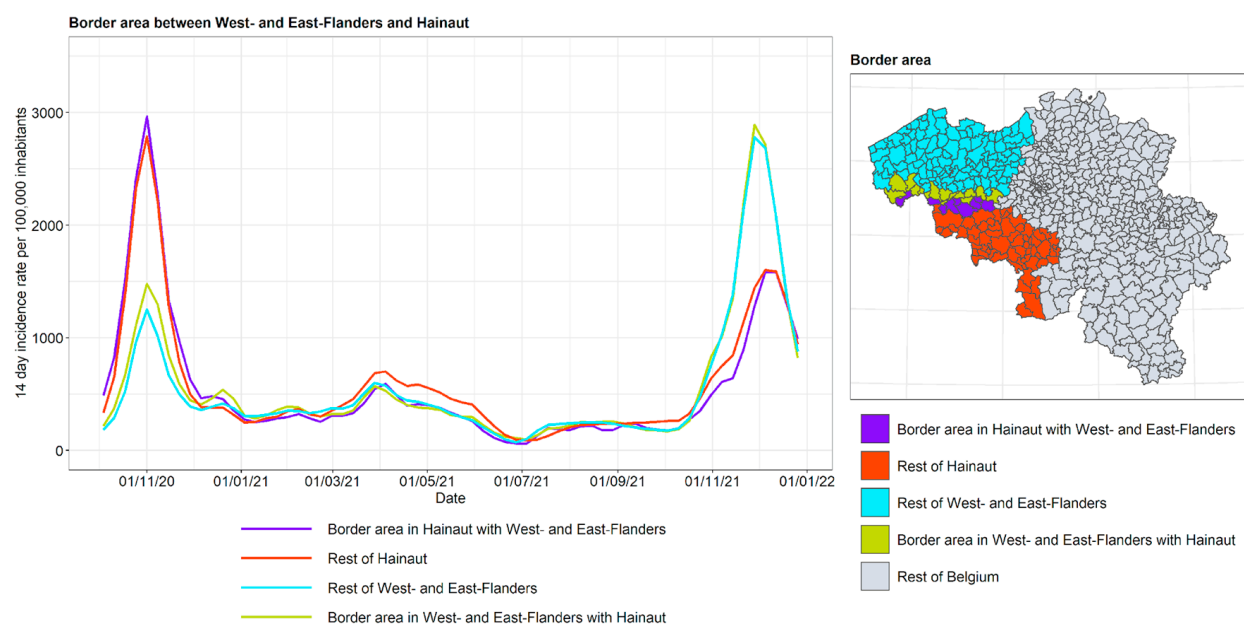 Border area between West- and East-Flanders and Hainaut
14 day incidence rate per 100,000 inhabitants
3000
2000
1000
0
01/11/20
01/01/21
01/03/21
01/05/21
01/07/21
01/09/21
01/11/21
01/01/22
Date
Border area in Hainaut with West- and East-Flanders
Rest of Hainaut
Rest of West- and East-Flanders
Border area in West- and East-Flanders with Hainaut
Border area
Border area in Hainaut with West- and East-Flanders
Rest of Hainaut
Rest of West- and East-Flanders
Border area in West- and East-Flanders with Hainaut
Rest of Belgium